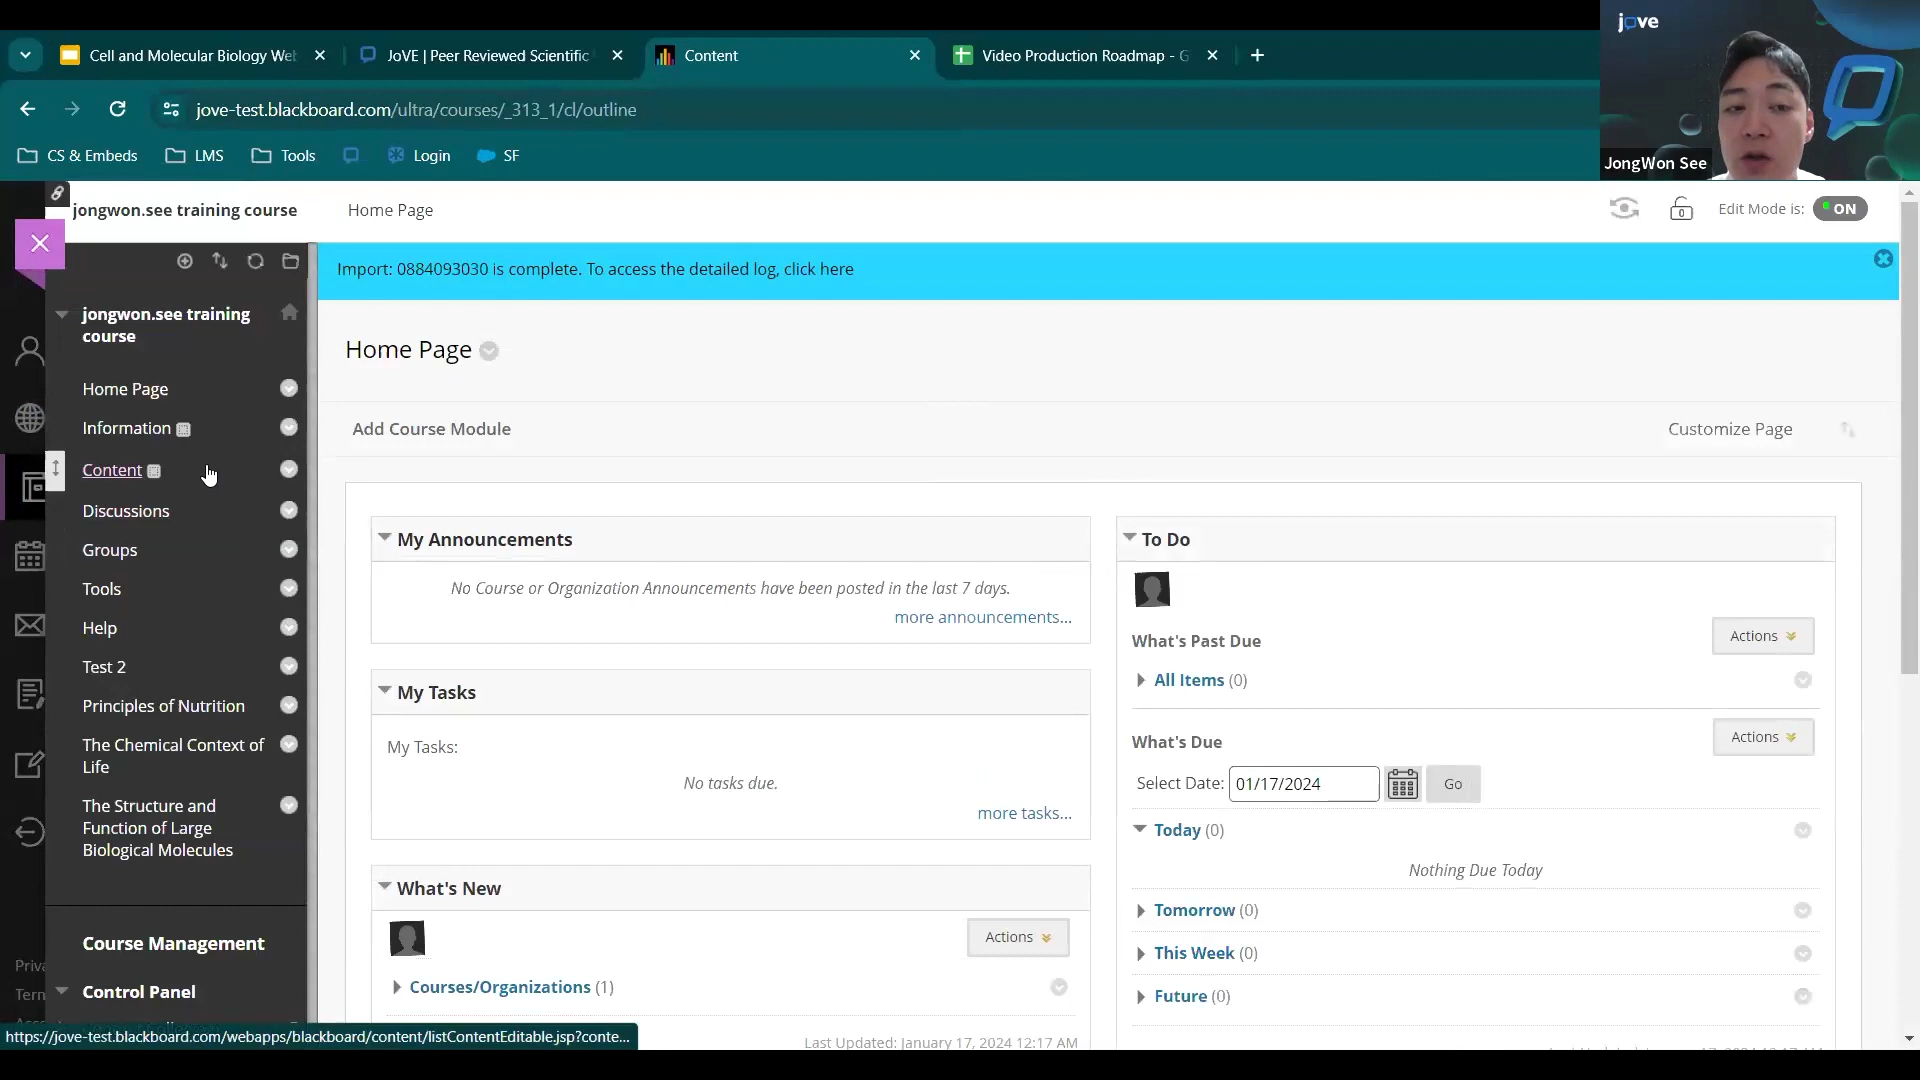 Cell and Molecular Biology Web
JoVE | Peer Reviewed Scientific
Content
Video Production Roadmap - G
jove
jove-test.blackboard.com/ultra/courses/_313_1/cl/outline
CS & Embeds
LMS
Tools
Login
SF
JongWon See
jongwon.see training course
Home Page
Edit Mode is:
ON
Import: 0884093030 is complete. To access the detailed log, click here
jongwon.see training
course
Home Page
Information
Content
Discussions
Groups
Tools
Help
Test 2
Principles of Nutrition
The Chemical Context of
Life
The Structure and
Function of Large
Biological Molecules
Course Management
Control Panel
Priva
Tern
Home Page
Add Course Module
Customize Page
My Announcements
No Course or Organization Announcements have been posted in the last 7 days.
more announcements...
My Tasks
My Tasks:
No tasks due.
more tasks...
What's New
Actions
Courses/Organizations (1)
Last Updated: January 17, 2024 12:17 AM
To Do
What's Past Due
Actions
All Items (0)
What's Due
Actions
Select Date:
01/17/2024
Go
Today (0)
Nothing Due Today
Tomorrow (0)
This Week (0)
Future (0)
https://jove-test.blackboard.com/webapps/blackboard/content/listContentEditable.jsp?conte...